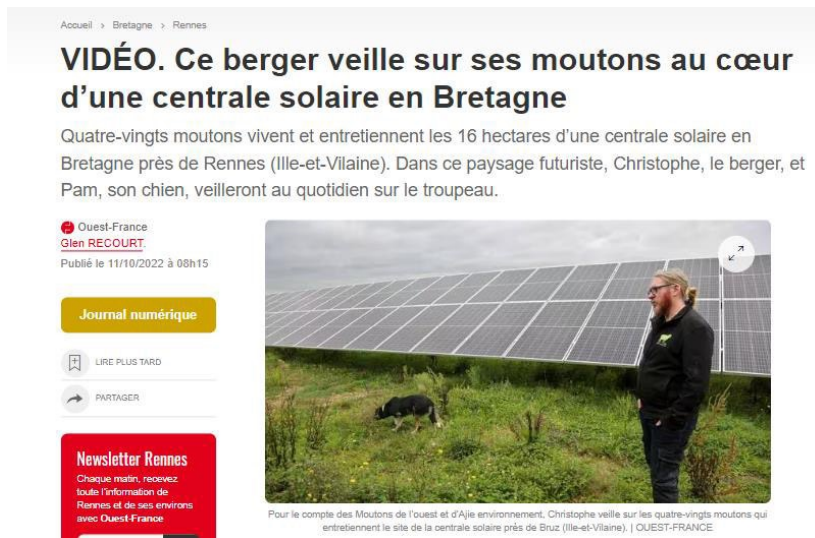 Accueil > Bretagne > Rennes
VIDÉO. Ce berger veille sur ses moutons au cœur
d’une centrale solaire en Bretagne
Quatre-vingts moutons vivent et entretiennent les 16 hectares d’une centrale solaire en
Bretagne près de Rennes (Ille-et-Vilaine). Dans ce paysage futuriste, Christophe, le berger, et
Pam, son chien, veilleront au quotidien sur le troupeau.
Ouest-France
Glen RECOURT.
Publié le 11/10/2022 à 08h15
Journal numérique
LIRE PLUS TARD
PARTAGER
Newsletter Rennes
Chaque matin, recevez
toute l’information de
Rennes et de ses environs
avec Ouest-France
Pour le compte des Moutons de l’ouest et d’Ajie environnement, Christophe veille sur les quatre-vingts moutons qui
entretiennent le site de la centrale solaire près de Bruz (Ille-et-Vilaine). | OUEST-FRANCE